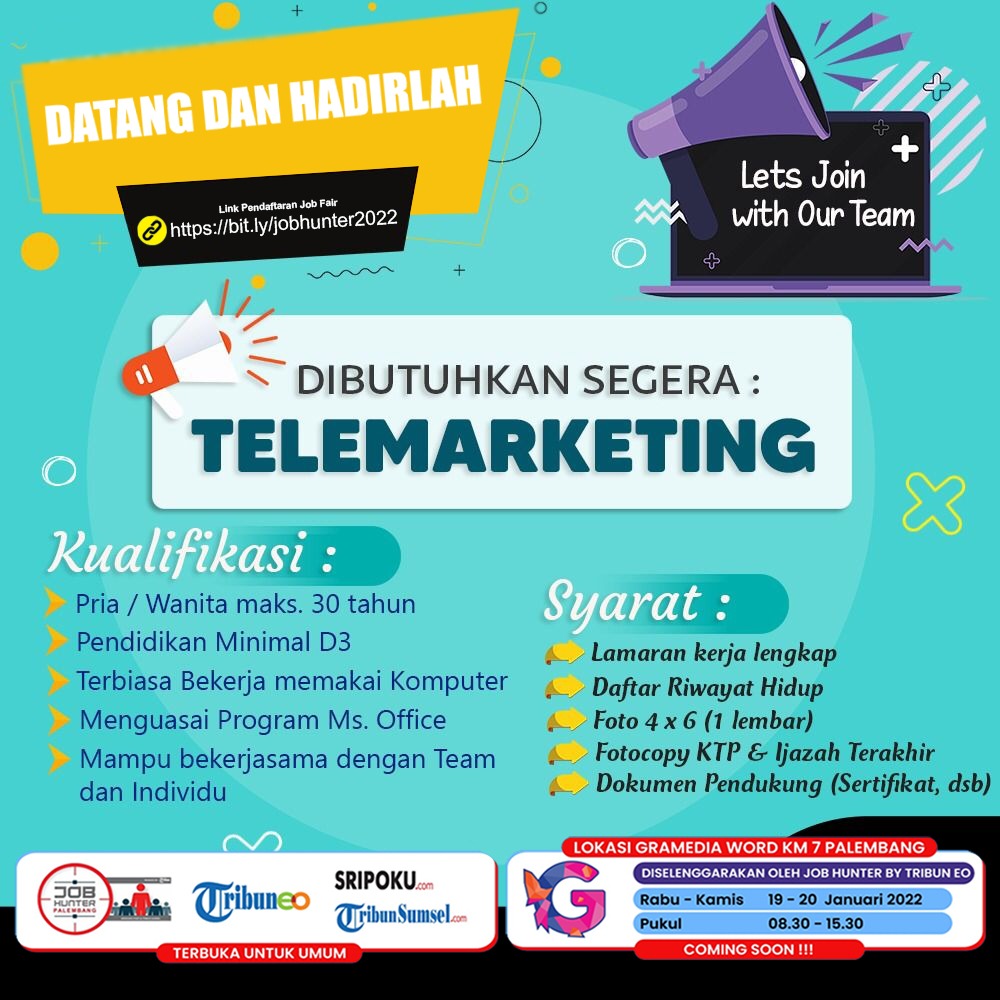 DATANG DAN HADIRLAH
Link Pendaftaran Job Fair
https://bit.ly/jobhunter2022
Lets Join
with Our Team
DIBUTUHKAN SEGERA :
TELEMARKETING
Kualifikasi :
Pria / Wanita maks. 30 tahun
Pendidikan Minimal D3
Terbiasa Bekerja memakai Komputer
Menguasai Program Ms. Office
Mampu bekerjasama dengan Team
dan Individu
Syarat :
Lamaran kerja lengkap
Daftar Riwayat Hidup
Foto 4 x 6 (1 lembar)
Fotocopy KTP & Ijazah Terakhir
Dokumen Pendukung (Sertifikat, dsb)
JOB
HUNTER
PALEMBANG
Tribuneo
SRIPOKU.com
TribunSumsel.com
TERBUKA UNTUK UMUM
LOKASI GRAMEDIA WORD KM 7 PALEMBANG
G
DISELENGGARAKAN OLEH JOB HUNTER BY TRIBUN EO
Rabu - Kamis 19 - 20 Januari 2022
Pukul 08.30 - 15.30
COMING SOON !!!